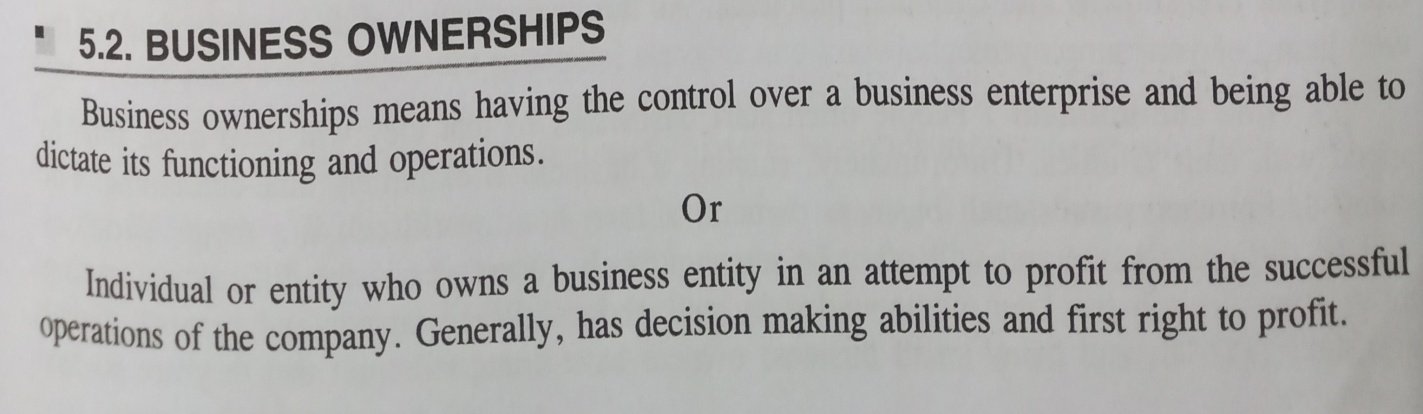 5.2. BUSINESS OWNERSHIPS
Business ownerships means having the control over a business enterprise and being able to
dictate its functioning and operations.
Or
Individual or entity who owns a business entity in an attempt to profit from the successful
operations of the company. Generally, has decision making abilities and first right to profit.